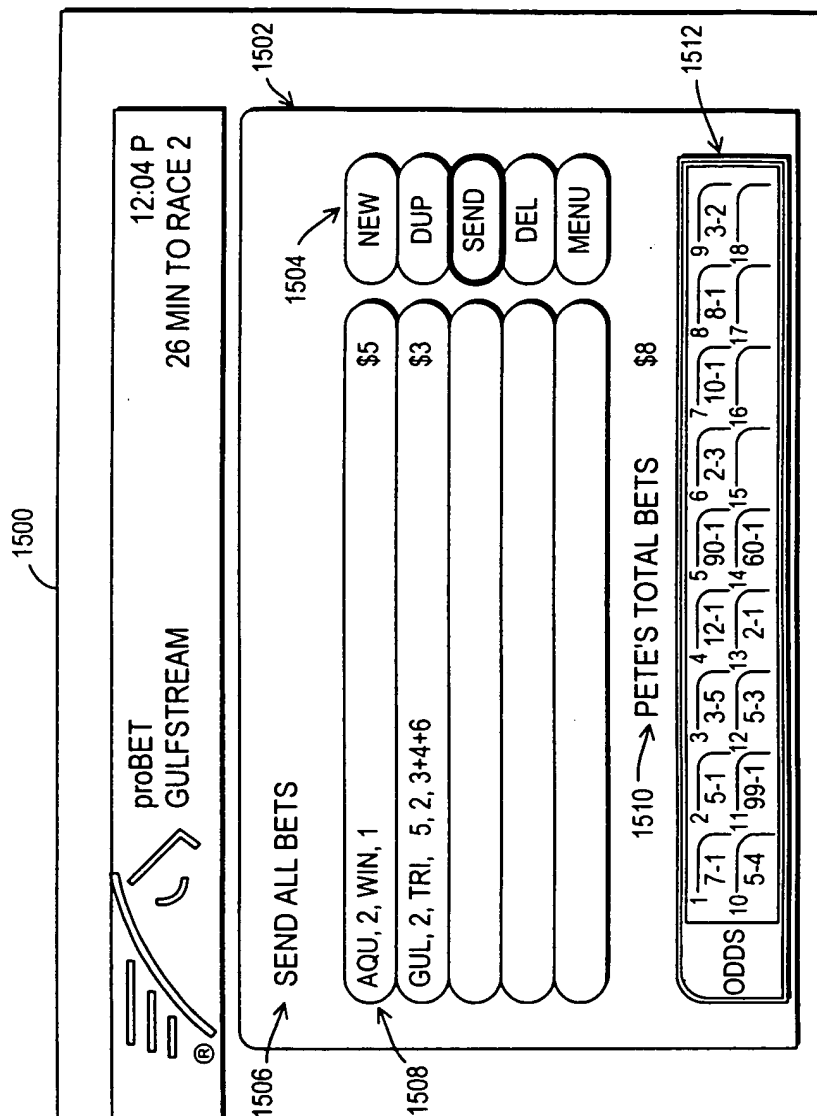 1500
proBET 12:04 P
GULFSTREAM 26 MIN TO RACE 2
®
1502
1506 SEND ALL BETS
1504
AQU, 2, WIN, 1 $5 NEW
GUL, 2, TRI, 5, 2, 3+4+6 $3 DUP
1508
SEND
DEL
MENU
1510 PETE'S TOTAL BETS $8
1512
ODDS
1 7-1 2 5-1 3 3-5 4 12-1 5 90-1 6 2-3 7 10-1 8 8-1 9 3-2
10 5-4 11 99-1 12 5-3 13 2-1 14 60-1 15 16 17 18